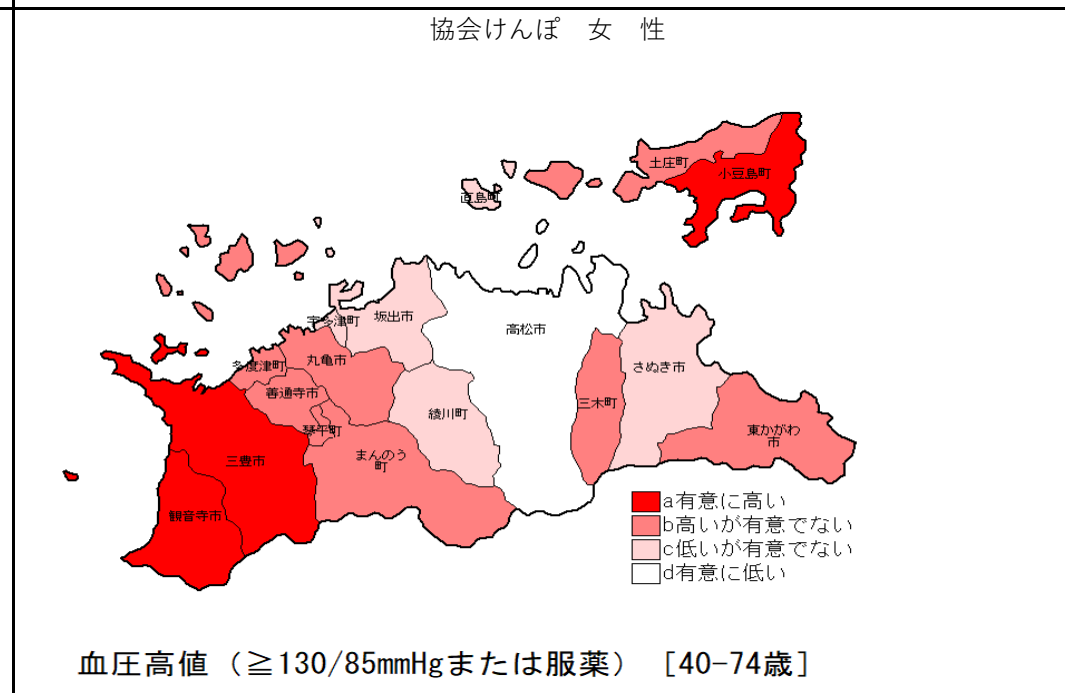 協会けんぽ　女　性
土庄町
小豆島町
直島町
宇多津町
坂出市
高松市
多度津町
丸亀市
さぬき市
善通寺市
綾川町
三木町
琴平町
まんのう
町
東かがわ
市
三豊市
観音寺市
a有意に高い
b高いが有意でない
c低いが有意でない
d有意に低い
血圧高値（≧130/85mmHgまたは服薬）［40-74歳］